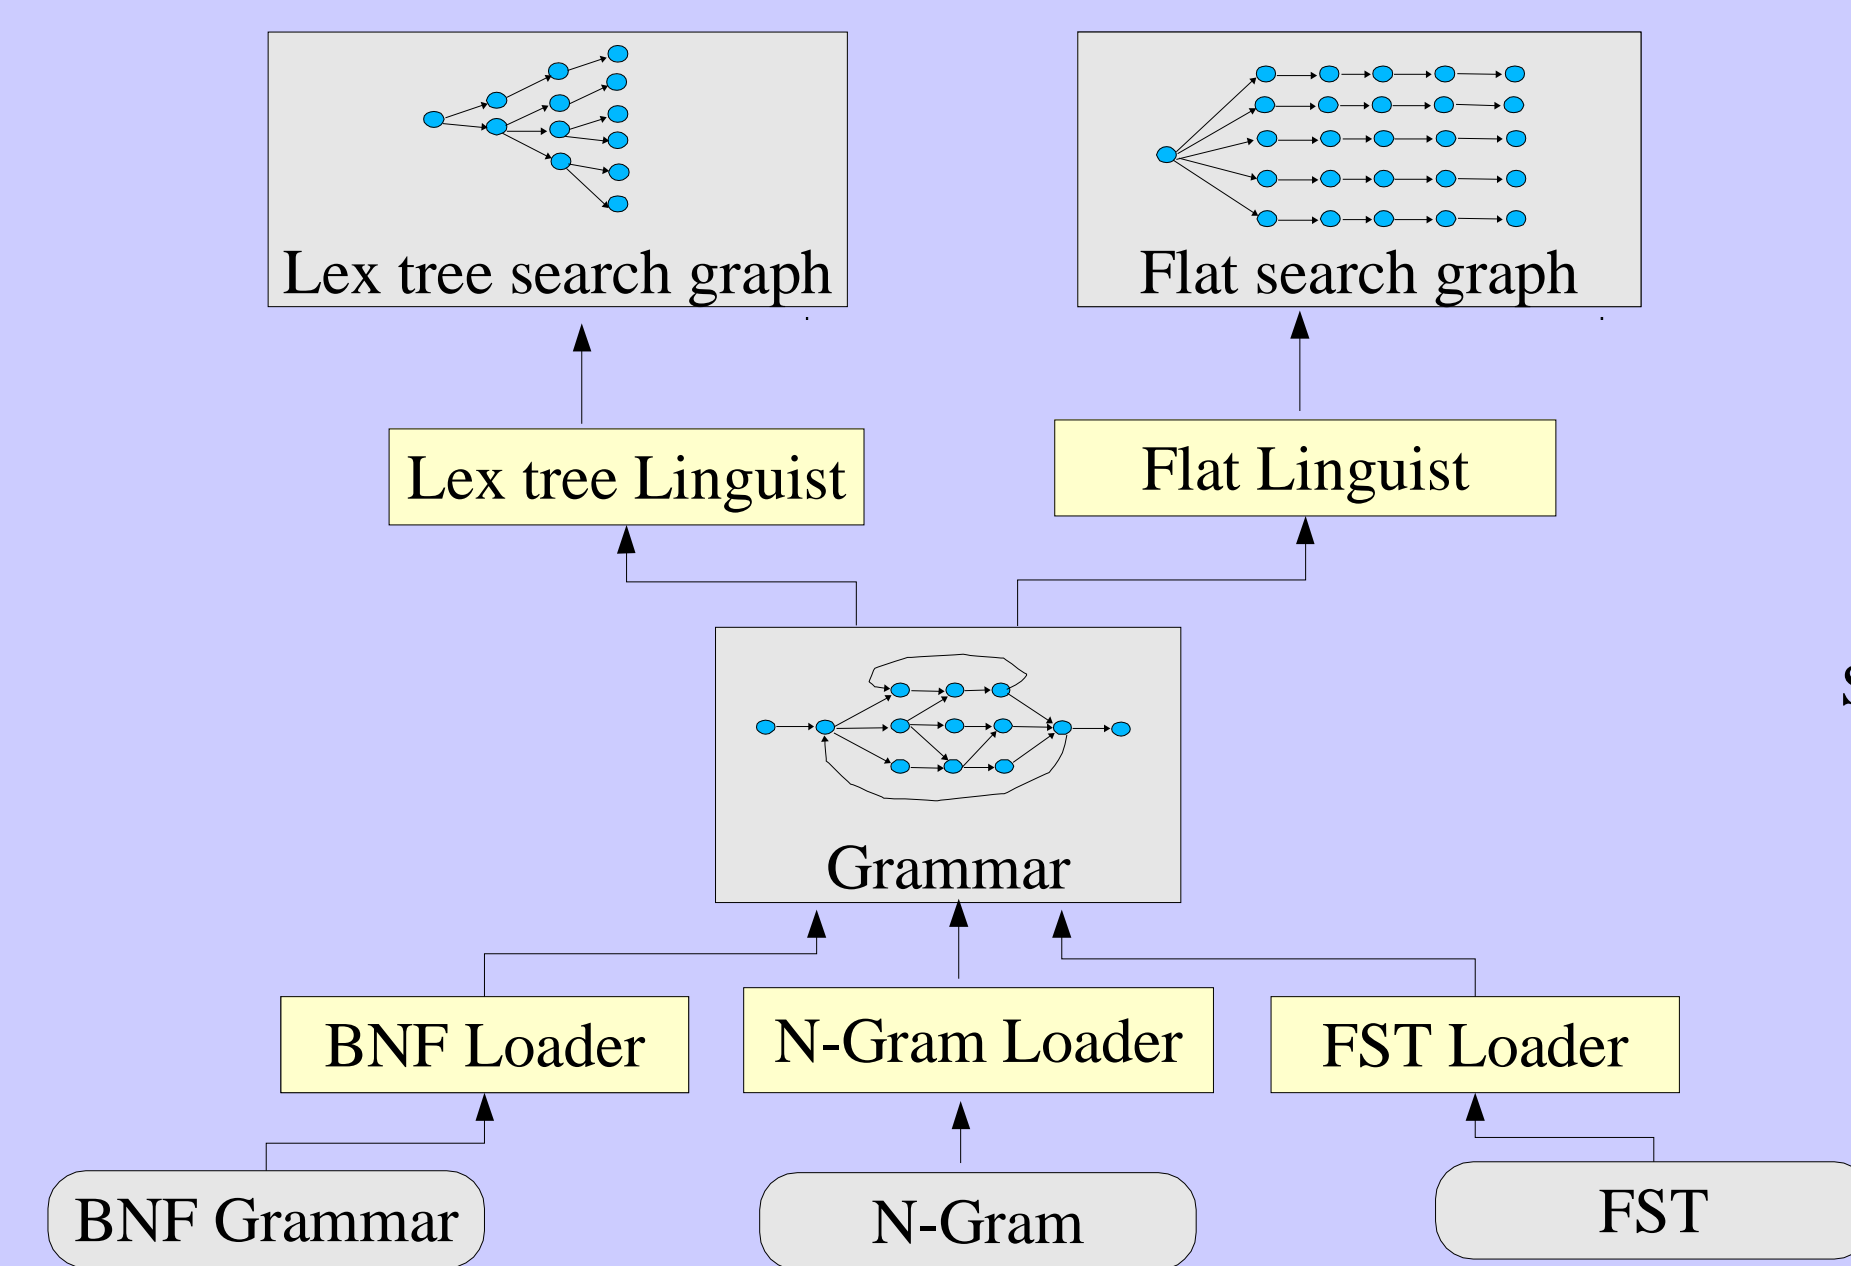 Lex tree search graph
Flat search graph
Lex tree Linguist
Flat Linguist
Grammar
BNF Loader
N-Gram Loader
FST Loader
BNF Grammar
N-Gram
FST